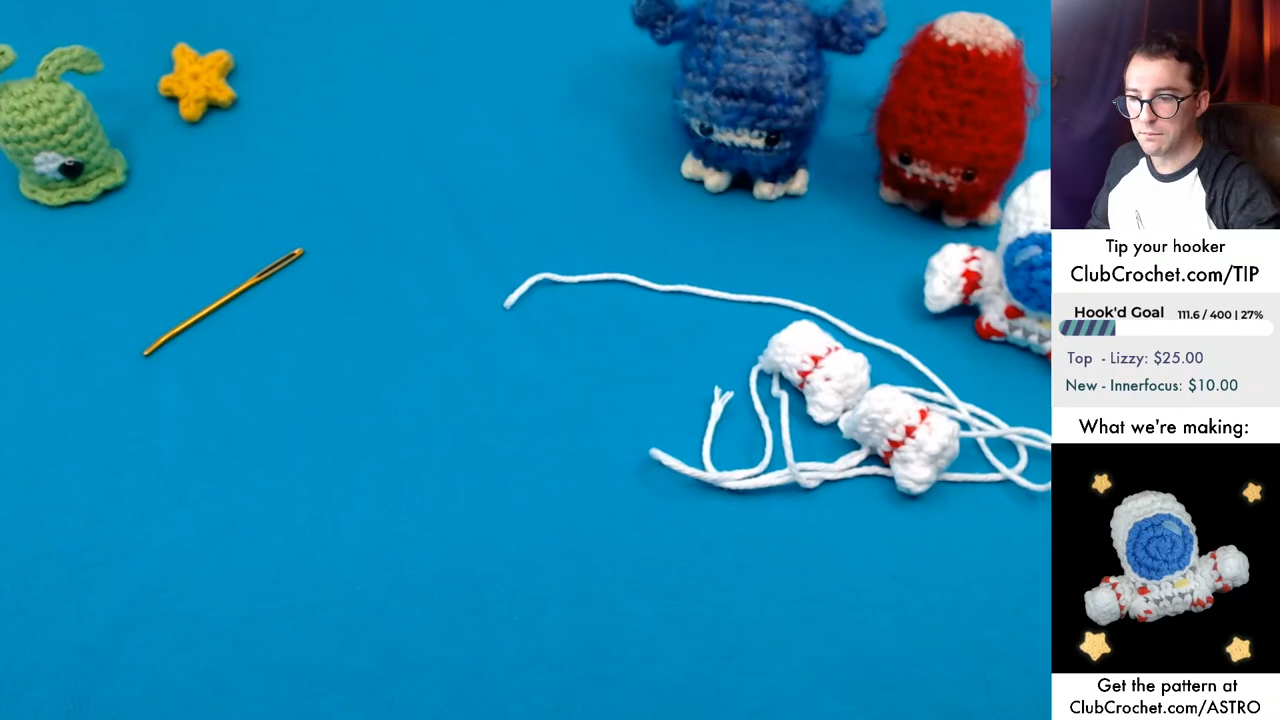 Tip your hooker
ClubCrochet.com/TIP
Hook'd Goal 111.6 / 400 | 27%
Top - Lizzy: $25.00
New - Innerfocus: $10.00
What we're making:
Get the pattern at
ClubCrochet.com/ASTRO